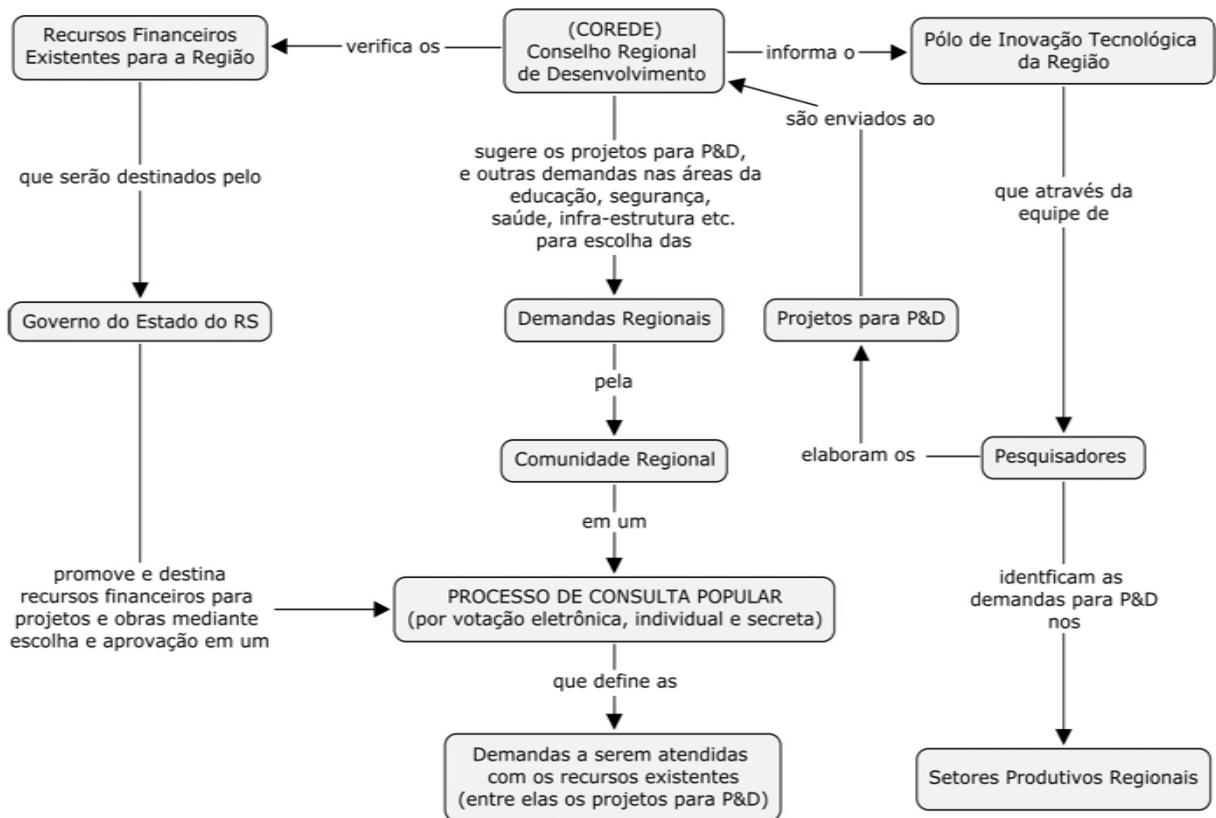 Recursos Financeiros
Existentes para a Região
verifica os
(COREDE)
Conselho Regional
de Desenvolvimento
informa o
Pólo de Inovação Tecnológica
da Região
são enviados ao
que serão destinados pelo
sugere os projetos para P&D,
e outras demandas nas áreas da
educação, segurança,
saúde, infra-estrutura etc.
para escolha das
que através da
equipe de
Governo do Estado do RS
Demandas Regionais
Projetos para P&D
pela
Comunidade Regional
elaboram os
Pesquisadores
em um
promove e destina
recursos financeiros para
projetos e obras mediante
escolha e aprovação em um
PROCESSO DE CONSULTA POPULAR
(por votação eletrônica, individual e secreta)
identficam as
demandas para P&D
nos
que define as
Demandas a serem atendidas
com os recursos existentes
(entre elas os projetos para P&D)
Setores Produtivos Regionais